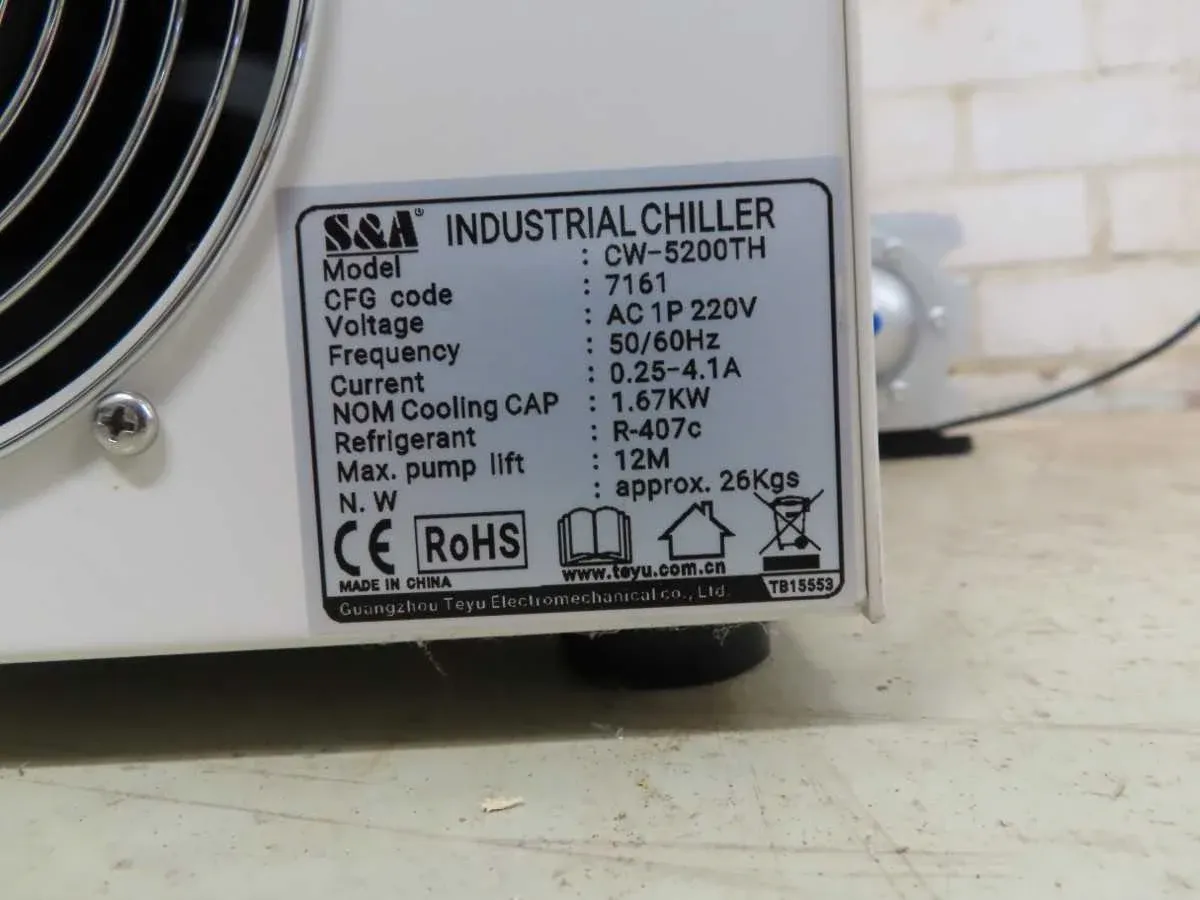 S&A® INDUSTRIAL CHILLER
Model : CW-5200TH
CFG code : 7161
Voltage : AC 1P 220V
Frequency : 50/60Hz
Current : 0.25-4.1A
NOM Cooling CAP : 1.67KW
Refrigerant : R-407c
Max. pump lift : 12M
N. W : approx. 26Kgs
CE RoHS
MADE IN CHINA www.teyu.com.cn
Guangzhou Teyu Electromechanical co., Ltd. TB15553